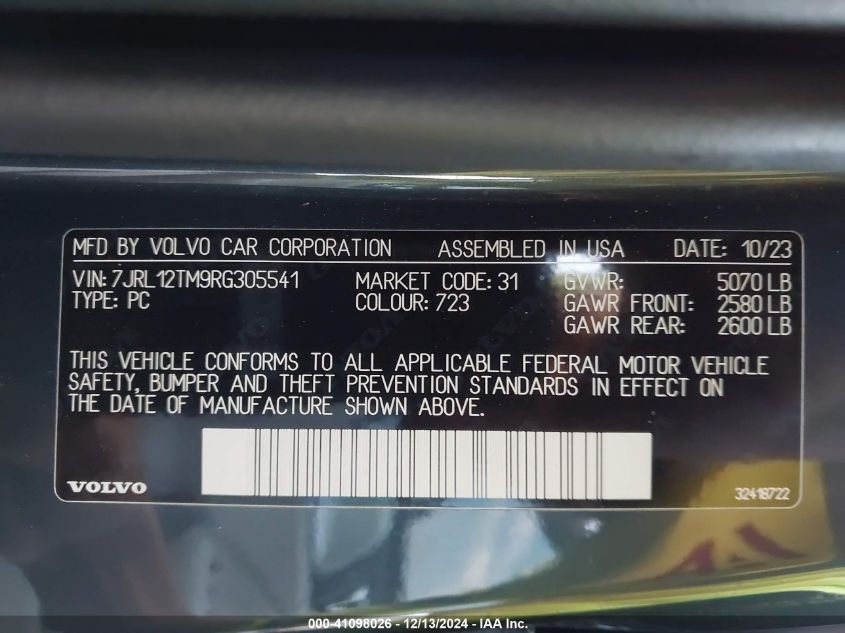 MFD BY VOLVO CAR CORPORATION ASSEMBLED IN USA DATE: 10/23
VIN: 7JRL12TM9RG305541 MARKET CODE: 31 GVWR: 5070 LB
TYPE: PC COLOUR: 723 GAWR FRONT: 2580 LB
GAWR REAR: 2600 LB
THIS VEHICLE CONFORMS TO ALL APPLICABLE FEDERAL MOTOR VEHICLE
SAFETY, BUMPER AND THEFT PREVENTION STANDARDS IN EFFECT ON
THE DATE OF MANUFACTURE SHOWN ABOVE.
VOLVO 32418722
000-41098026 - 12/13/2024 - IAA Inc.